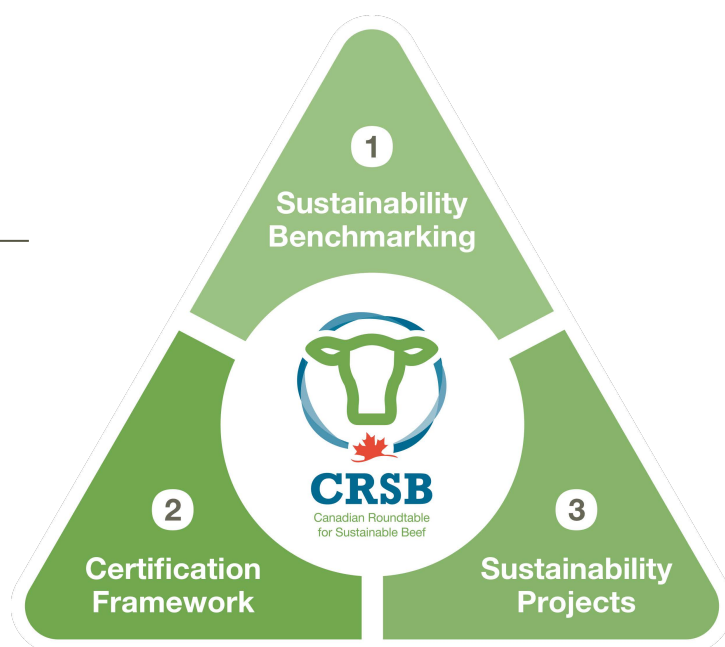 1
Sustainability
Benchmarking
CRSB
Canadian Roundtable
for Sustainable Beef
2
Certification
Framework
3
Sustainability
Projects